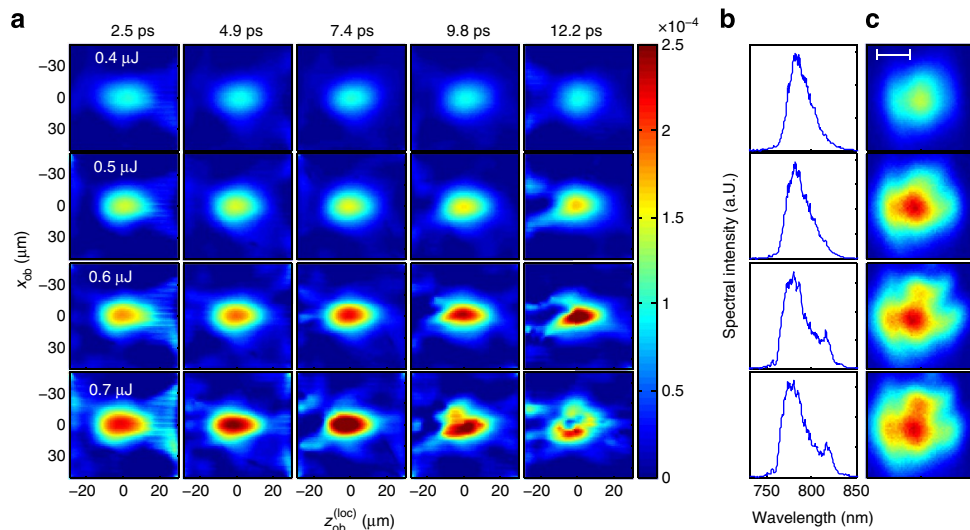 a
b
c
2.5 ps 4.9 ps 7.4 ps 9.8 ps 12.2 ps
×10⁻⁴
0.4 μJ
−30
0
30
0.5 μJ
−30
0
30
0.6 μJ
−30
0
30
0.7 μJ
−30
0
30
x_ob (μm)
−20 0 20 −20 0 20 −20 0 20 −20 0 20 −20 0 20
z_ob^(loc) (μm)
2.5
2
1.5
1
0.5
0
Spectral intensity (a.U.)
750 800 850
Wavelength (nm)